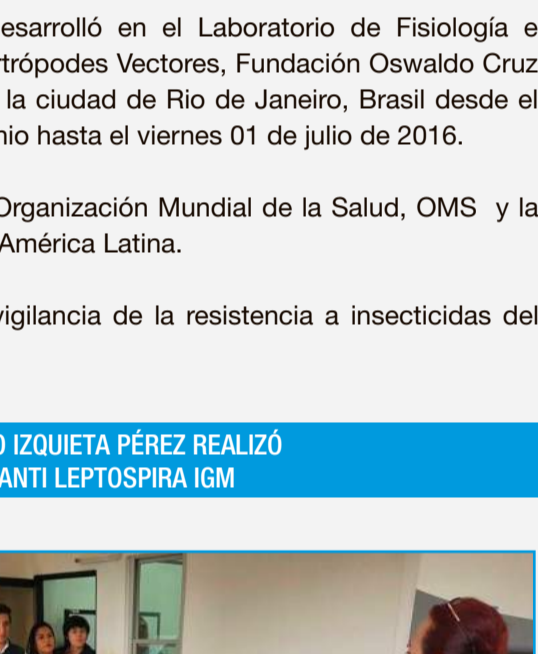 esarrolló en el Laboratorio de Fisiología e
rtrópodes Vectores, Fundación Oswaldo Cruz
la ciudad de Rio de Janeiro, Brasil desde el
nio hasta el viernes 01 de julio de 2016.
Organización Mundial de la Salud, OMS y la
América Latina.
vigilancia de la resistencia a insecticidas del
O IZQUIETA PÉREZ REALIZÓ
ANTI LEPTOSPIRA IGM